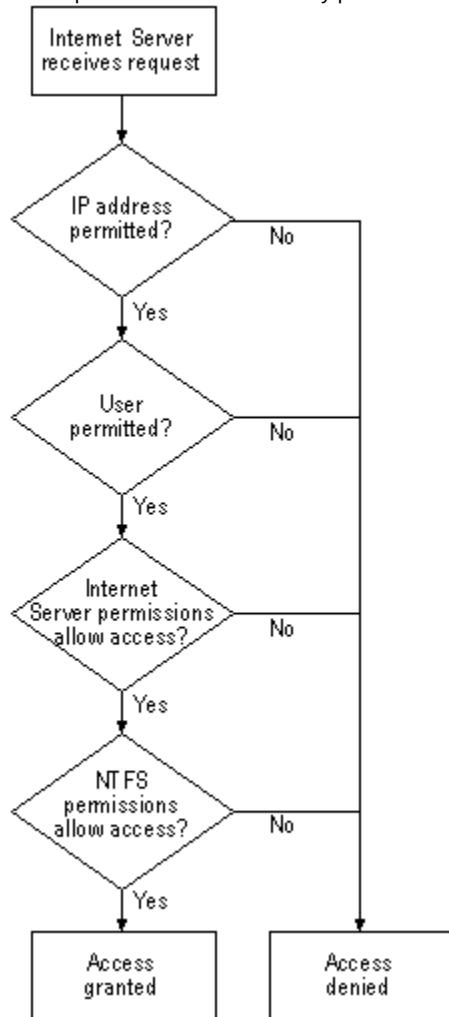 Internet Server
receives request
IP address
permitted?
No
Yes
User
permitted?
No
Yes
Internet
Server permissions
allow access?
No
Yes
NTFS
permissions
allow access?
No
Yes
Access
granted
Access
denied